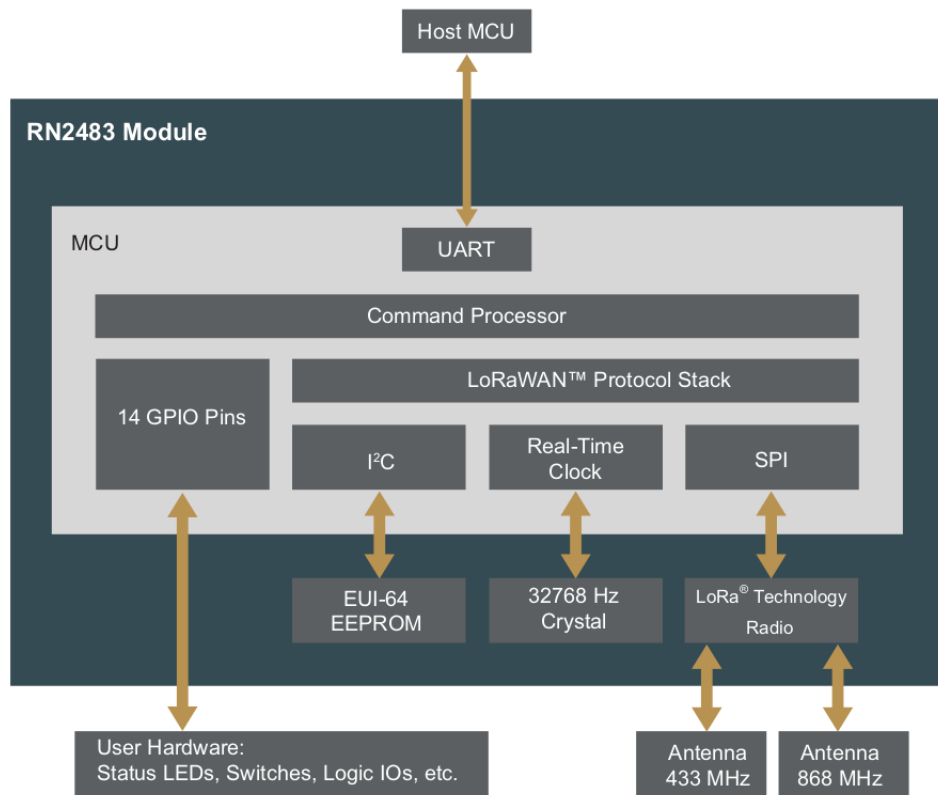 Host MCU
RN2483 Module
MCU
UART
Command Processor
14 GPIO Pins
LoRaWAN™ Protocol Stack
I²C
Real-Time
Clock
SPI
EUI-64
EEPROM
32768 Hz
Crystal
LoRa® Technology
Radio
User Hardware:
Status LEDs, Switches, Logic IOs, etc.
Antenna
433 MHz
Antenna
868 MHz